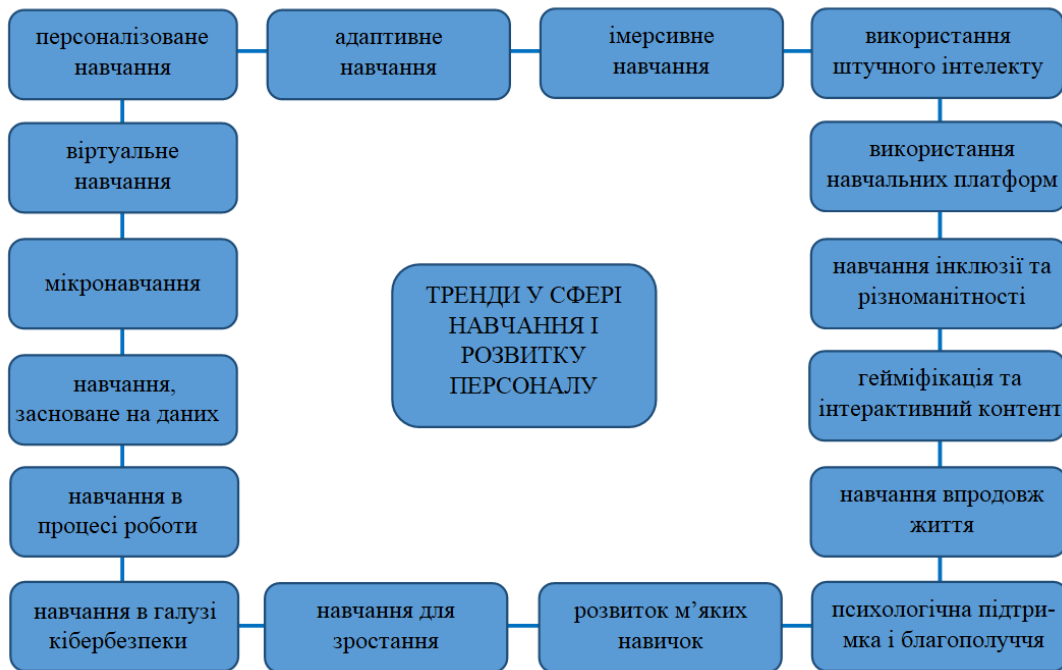 персоналізоване
навчання
адаптивне
навчання
імерсивне
навчання
використання
штучного інтелекту
віртуальне
навчання
використання
навчальних платформ
мікронавчання
ТРЕНДИ У СФЕРІ
НАВЧАННЯ І
РОЗВИТКУ
ПЕРСОНАЛУ
навчання інклюзії та
різноманітності
навчання,
засноване на даних
гейміфікація та
інтерактивний контент
навчання в
процесі роботи
навчання впродовж
життя
навчання в галузі
кібербезпеки
навчання для
зростання
розвиток м’яких
навичок
психологічна підтри-
мка і благополуччя